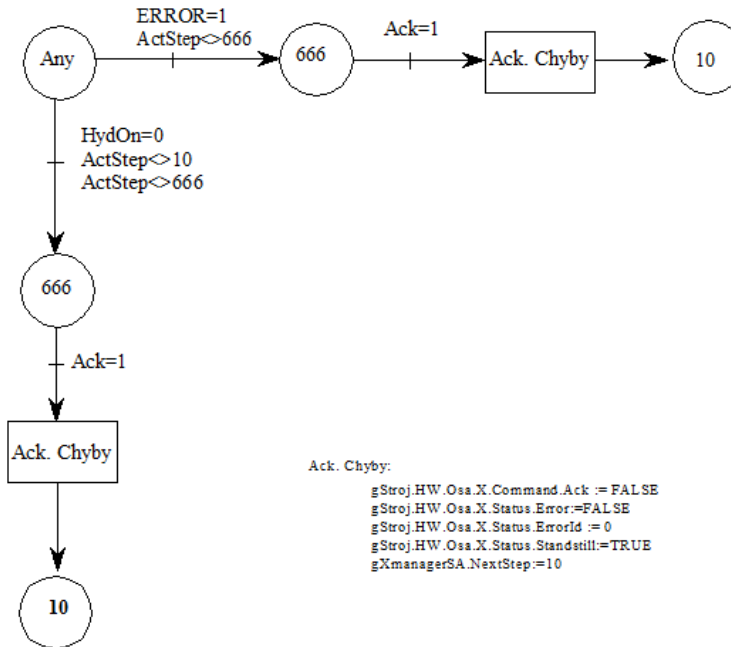 ERROR=1
ActStep<>666
Any
666
Ack=1
Ack. Chyby
10
HydOn=0
ActStep<>10
ActStep<>666
666
Ack=1
Ack. Chyby
10
Ack. Chyby:
gStroj.HW.Osa.X.Command.Ack := FALSE
gStroj.HW.Osa.X.Status.Error:=FALSE
gStroj.HW.Osa.X.Status.ErrorId := 0
gStroj.HW.Osa.X.Status.Standstill:=TRUE
gXmanagerSA.NextStep:=10